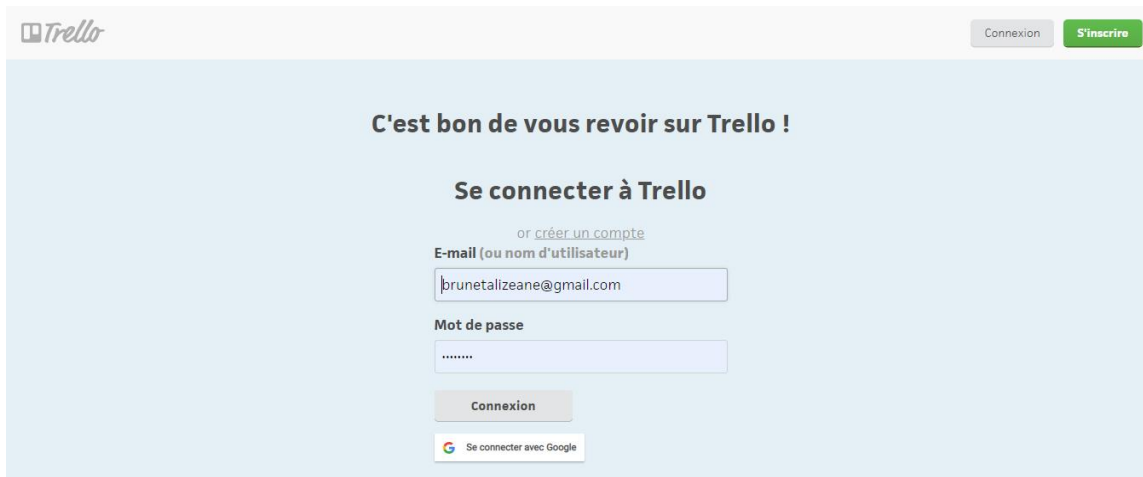 Trello
Connexion S'inscrire
C'est bon de vous revoir sur Trello !
Se connecter à Trello
or créer un compte
E-mail (ou nom d'utilisateur)
brunetalizeane@gmail.com
Mot de passe
••••••••
Connexion
G Se connecter avec Google